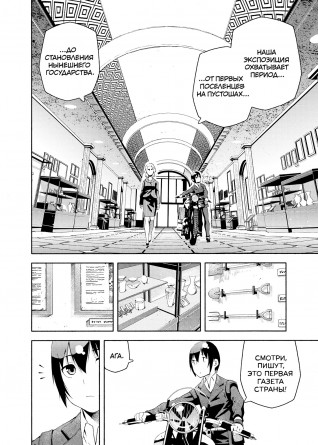 НАША
ЭКСПОЗИЦИЯ
ОХВАТЫВАЕТ
ПЕРИОД...
...ОТ ПЕРВЫХ
ПОСЕЛЕНЦЕВ
НА ПУСТОШАХ...
...ДО
СТАНОВЛЕНИЯ
НЫНЕШНЕГО
ГОСУДАРСТВА.
АГА.
СМОТРИ,
ПИШУТ,
ЭТО ПЕРВАЯ
ГАЗЕТА
СТРАНЫ!